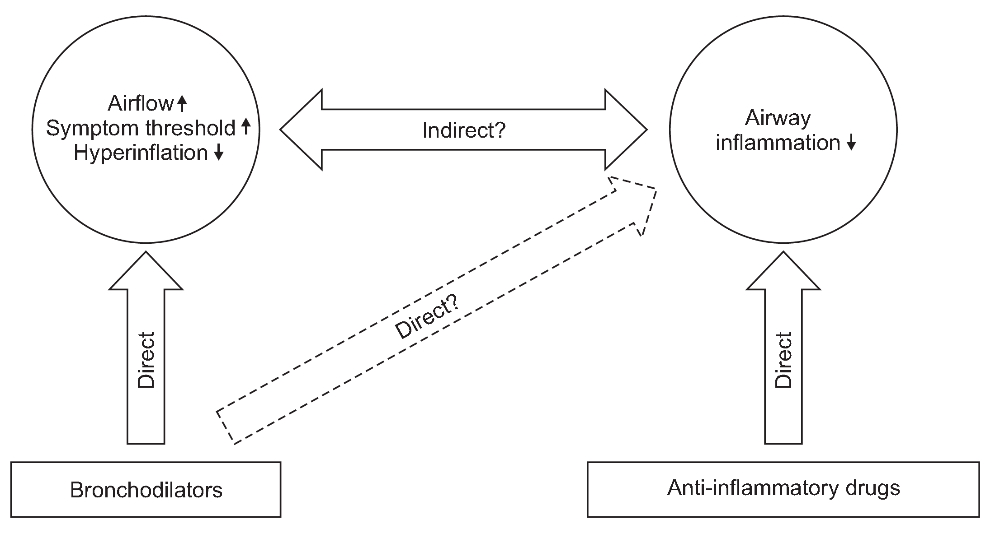 Airflow ↑
Symptom threshold ↑
Hyperinflation ↓
Indirect?
Airway
inflammation ↓
Direct
Direct?
Direct
Bronchodilators
Anti-inflammatory drugs